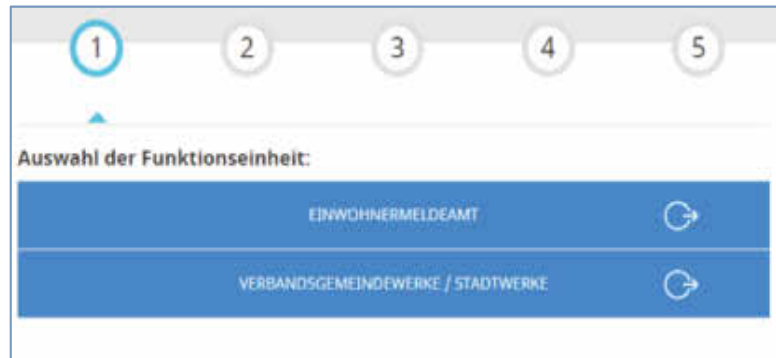 1 2 3 4 5
Auswahl der Funktionseinheit:
EINWOHNERMELDEAMT
VERBANDSGEMEINDEWERKE / STADTWERKE